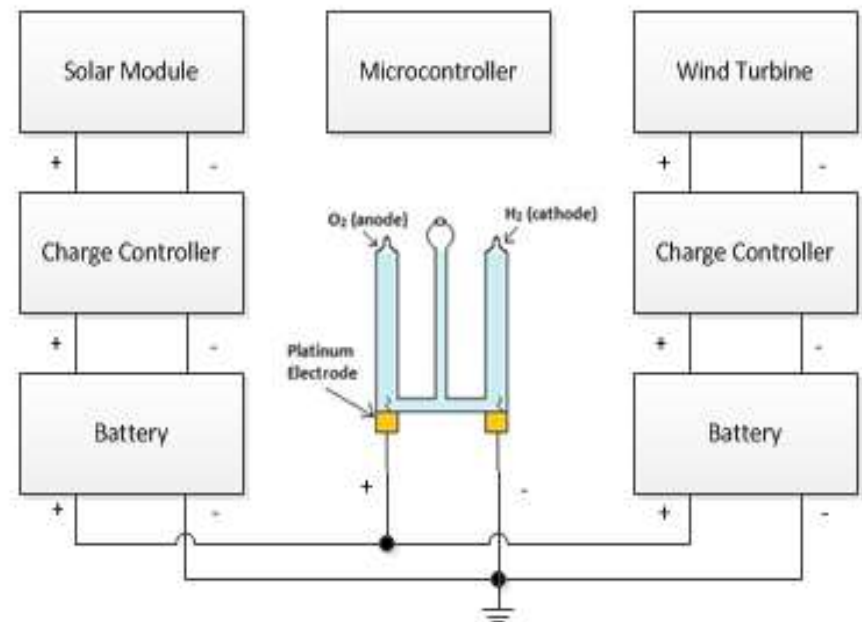 Solar Module
Microcontroller
Wind Turbine
+
-
+
-
O₂ (anode)
H₂ (cathode)
Charge Controller
Charge Controller
+
-
+
-
Platinum
Electrode
Battery
Battery
+
-
+
-
+
-